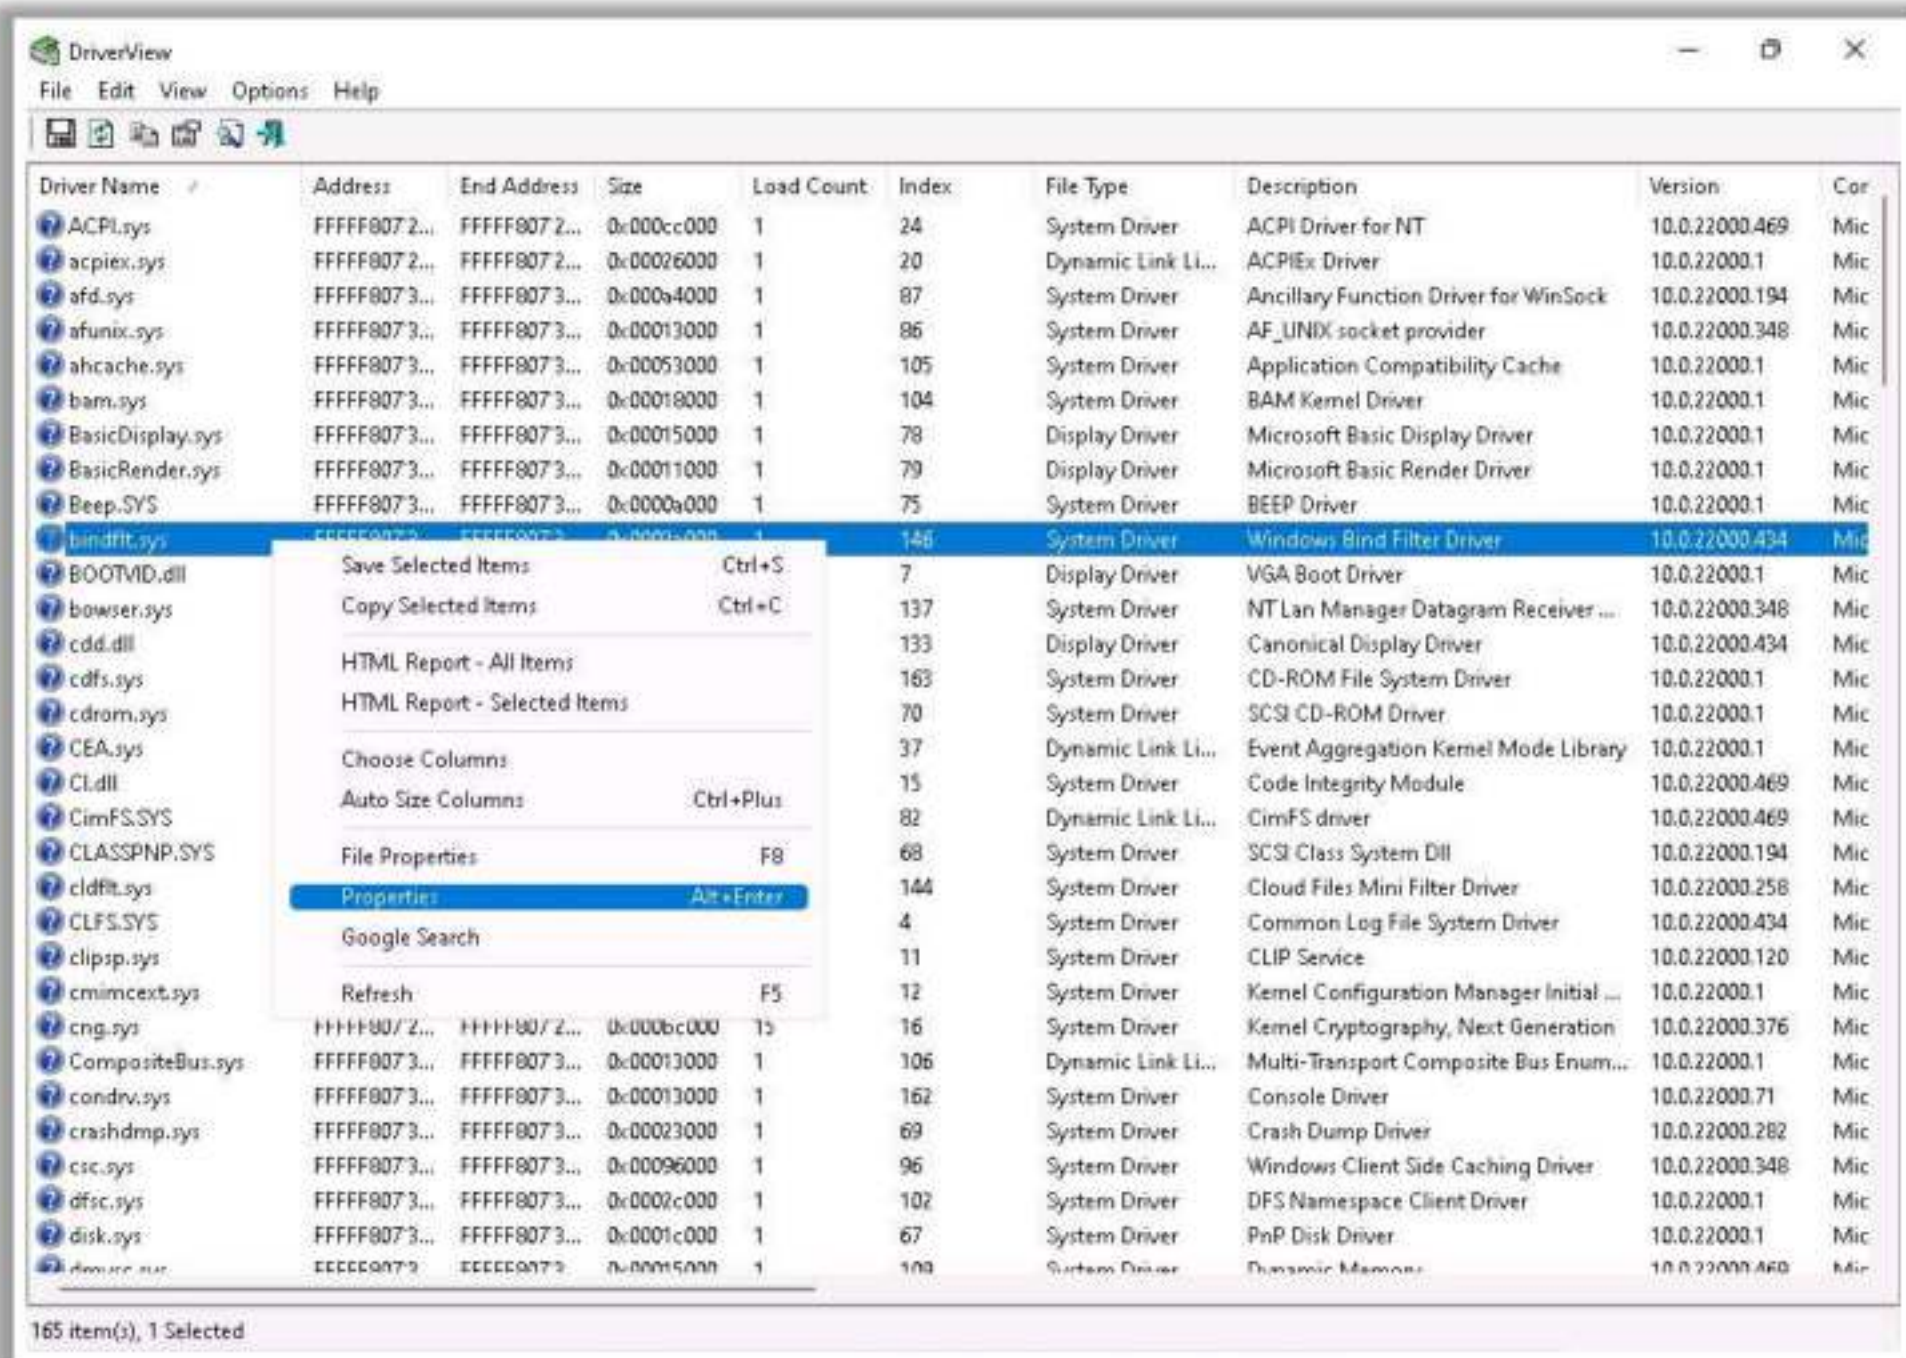 DriverView
File Edit View Options Help
Driver Name Address End Address Size Load Count Index File Type Description Version Cor
ACPI.sys FFFFF8072... FFFFF8072... 0x000cc000 1 24 System Driver ACPI Driver for NT 10.0.22000.469 Mic
acpiex.sys FFFFF8072... FFFFF8072... 0x00026000 1 20 Dynamic Link Li... ACPIEx Driver 10.0.22000.1 Mic
afd.sys FFFFF8073... FFFFF8073... 0x000a4000 1 87 System Driver Ancillary Function Driver for WinSock 10.0.22000.194 Mic
afunix.sys FFFFF8073... FFFFF8073... 0x00013000 1 86 System Driver AF_UNIX socket provider 10.0.22000.348 Mic
ahcache.sys FFFFF8073... FFFFF8073... 0x00053000 1 105 System Driver Application Compatibility Cache 10.0.22000.1 Mic
bam.sys FFFFF8073... FFFFF8073... 0x00018000 1 104 System Driver BAM Kernel Driver 10.0.22000.1 Mic
BasicDisplay.sys FFFFF8073... FFFFF8073... 0x00015000 1 78 Display Driver Microsoft Basic Display Driver 10.0.22000.1 Mic
BasicRender.sys FFFFF8073... FFFFF8073... 0x00011000 1 79 Display Driver Microsoft Basic Render Driver 10.0.22000.1 Mic
Beep.SYS FFFFF8073... FFFFF8073... 0x0000a000 1 75 System Driver BEEP Driver 10.0.22000.1 Mic
bindflt.sys 146 System Driver Windows Bind Filter Driver 10.0.22000.434 Mic
BOOTVID.dll 7 Display Driver VGA Boot Driver 10.0.22000.1 Mic
bowser.sys 137 System Driver NT Lan Manager Datagram Receiver ... 10.0.22000.348 Mic
cdd.dll 133 Display Driver Canonical Display Driver 10.0.22000.434 Mic
cdfs.sys 163 System Driver CD-ROM File System Driver 10.0.22000.1 Mic
cdrom.sys 70 System Driver SCSI CD-ROM Driver 10.0.22000.1 Mic
CEA.sys 37 Dynamic Link Li... Event Aggregation Kernel Mode Library 10.0.22000.1 Mic
CI.dll 15 System Driver Code Integrity Module 10.0.22000.469 Mic
CimFS.SYS 82 Dynamic Link Li... CimFS driver 10.0.22000.469 Mic
CLASSPNP.SYS 68 System Driver SCSI Class System Dll 10.0.22000.194 Mic
cldflt.sys 144 System Driver Cloud Files Mini Filter Driver 10.0.22000.258 Mic
CLFS.SYS 4 System Driver Common Log File System Driver 10.0.22000.434 Mic
clipsp.sys 11 System Driver CLIP Service 10.0.22000.120 Mic
cmimcext.sys 12 System Driver Kernel Configuration Manager Initial ... 10.0.22000.1 Mic
cng.sys FFFFF8072... FFFFF8072... 0x000bc000 15 16 System Driver Kernel Cryptography, Next Generation 10.0.22000.376 Mic
CompositeBus.sys FFFFF8073... FFFFF8073... 0x00013000 1 106 Dynamic Link Li... Multi-Transport Composite Bus Enum... 10.0.22000.1 Mic
condrv.sys FFFFF8073... FFFFF8073... 0x00013000 1 162 System Driver Console Driver 10.0.22000.71 Mic
crashdmp.sys FFFFF8073... FFFFF8073... 0x00023000 1 69 System Driver Crash Dump Driver 10.0.22000.282 Mic
csc.sys FFFFF8073... FFFFF8073... 0x00096000 1 96 System Driver Windows Client Side Caching Driver 10.0.22000.348 Mic
dfsc.sys FFFFF8073... FFFFF8073... 0x0002c000 1 102 System Driver DFS Namespace Client Driver 10.0.22000.1 Mic
disk.sys FFFFF8073... FFFFF8073... 0x0001c000 1 67 System Driver PnP Disk Driver 10.0.22000.1 Mic
dmvsc.sys FFFFF8073 FFFFF8073 0x00015000 1 109 System Driver Dynamic Memory 10.0.22000.469 Mic
Save Selected Items Ctrl+S
Copy Selected Items Ctrl+C
HTML Report - All Items
HTML Report - Selected Items
Choose Columns
Auto Size Columns Ctrl+Plus
File Properties F8
Properties Alt+Enter
Google Search
Refresh F5
165 item(s), 1 Selected